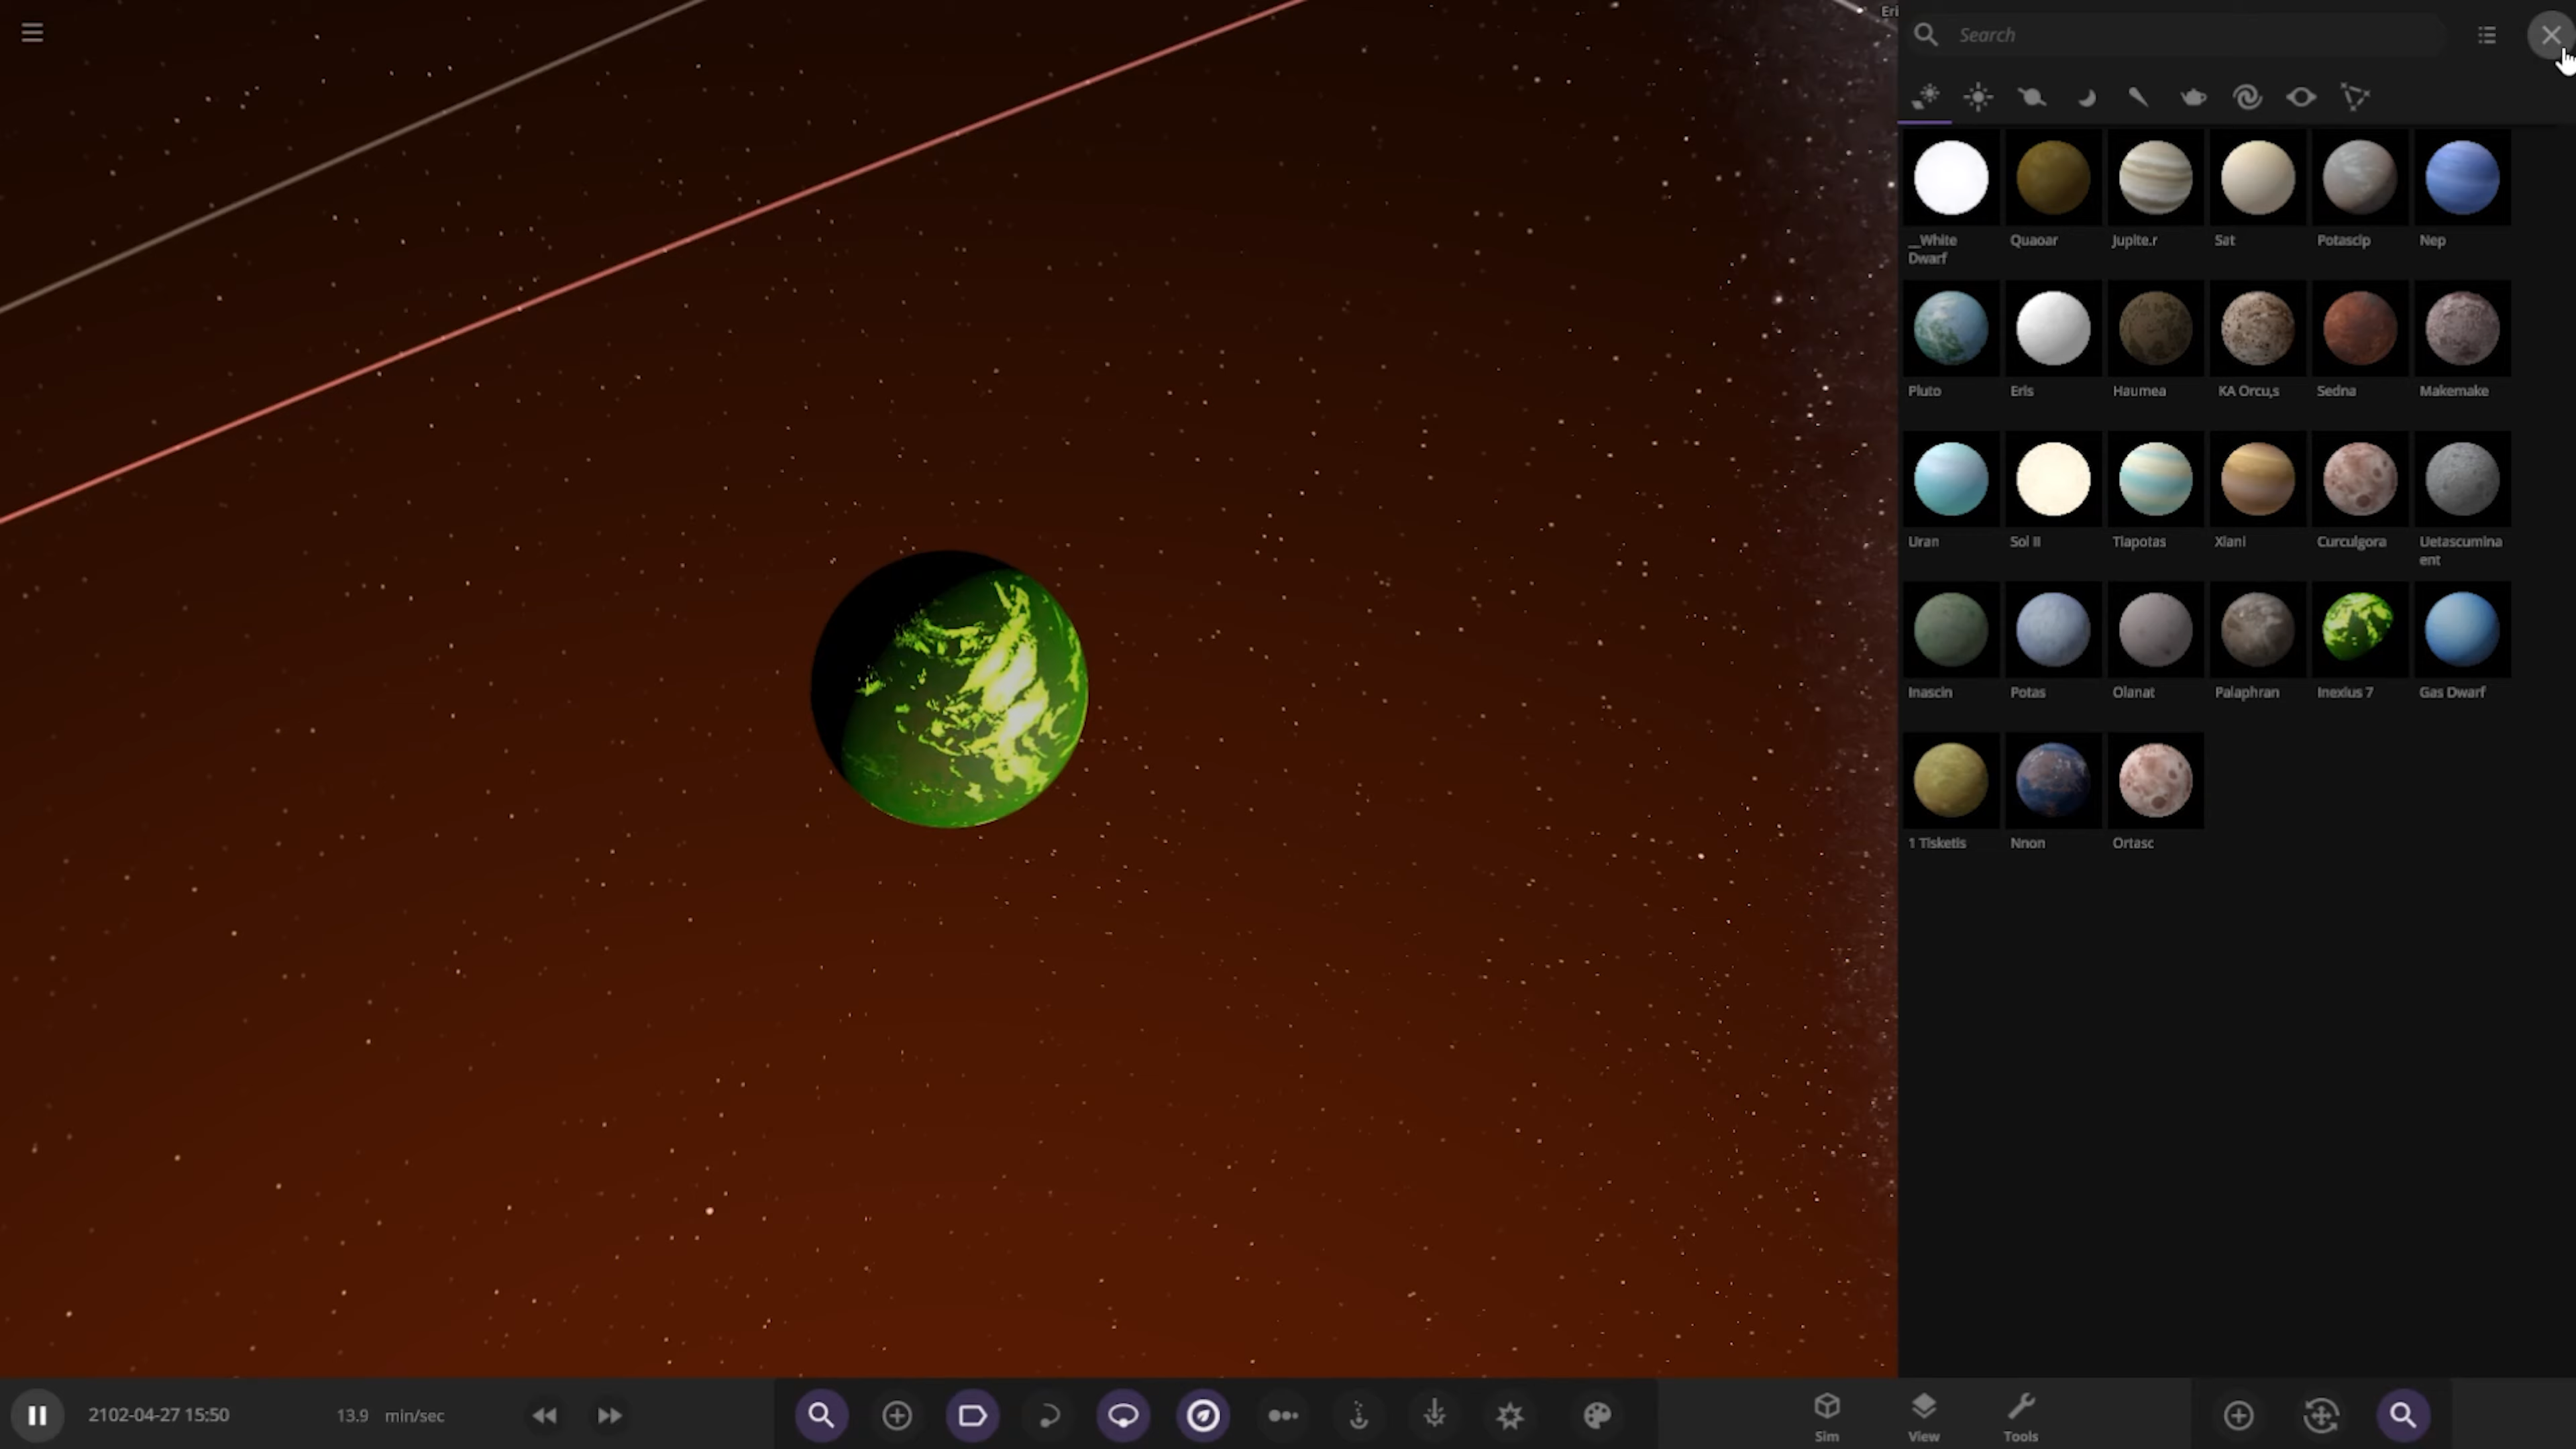 Eri
Search
__White
Dwarf
Quaoar
Jupite.r
Sat
Potascip
Nep
Pluto
Eris
Haumea
KA Orcu,s
Sedna
Makemake
Uran
Sol II
Tlapotas
Xiani
Curculgora
Uetascumina
ent
Inascin
Potas
Olanat
Palaphran
Inexius 7
Gas Dwarf
1 Tisketis
Nnon
Ortasc
2102-04-27 15:50
13.9 min/sec
Sim
View
Tools